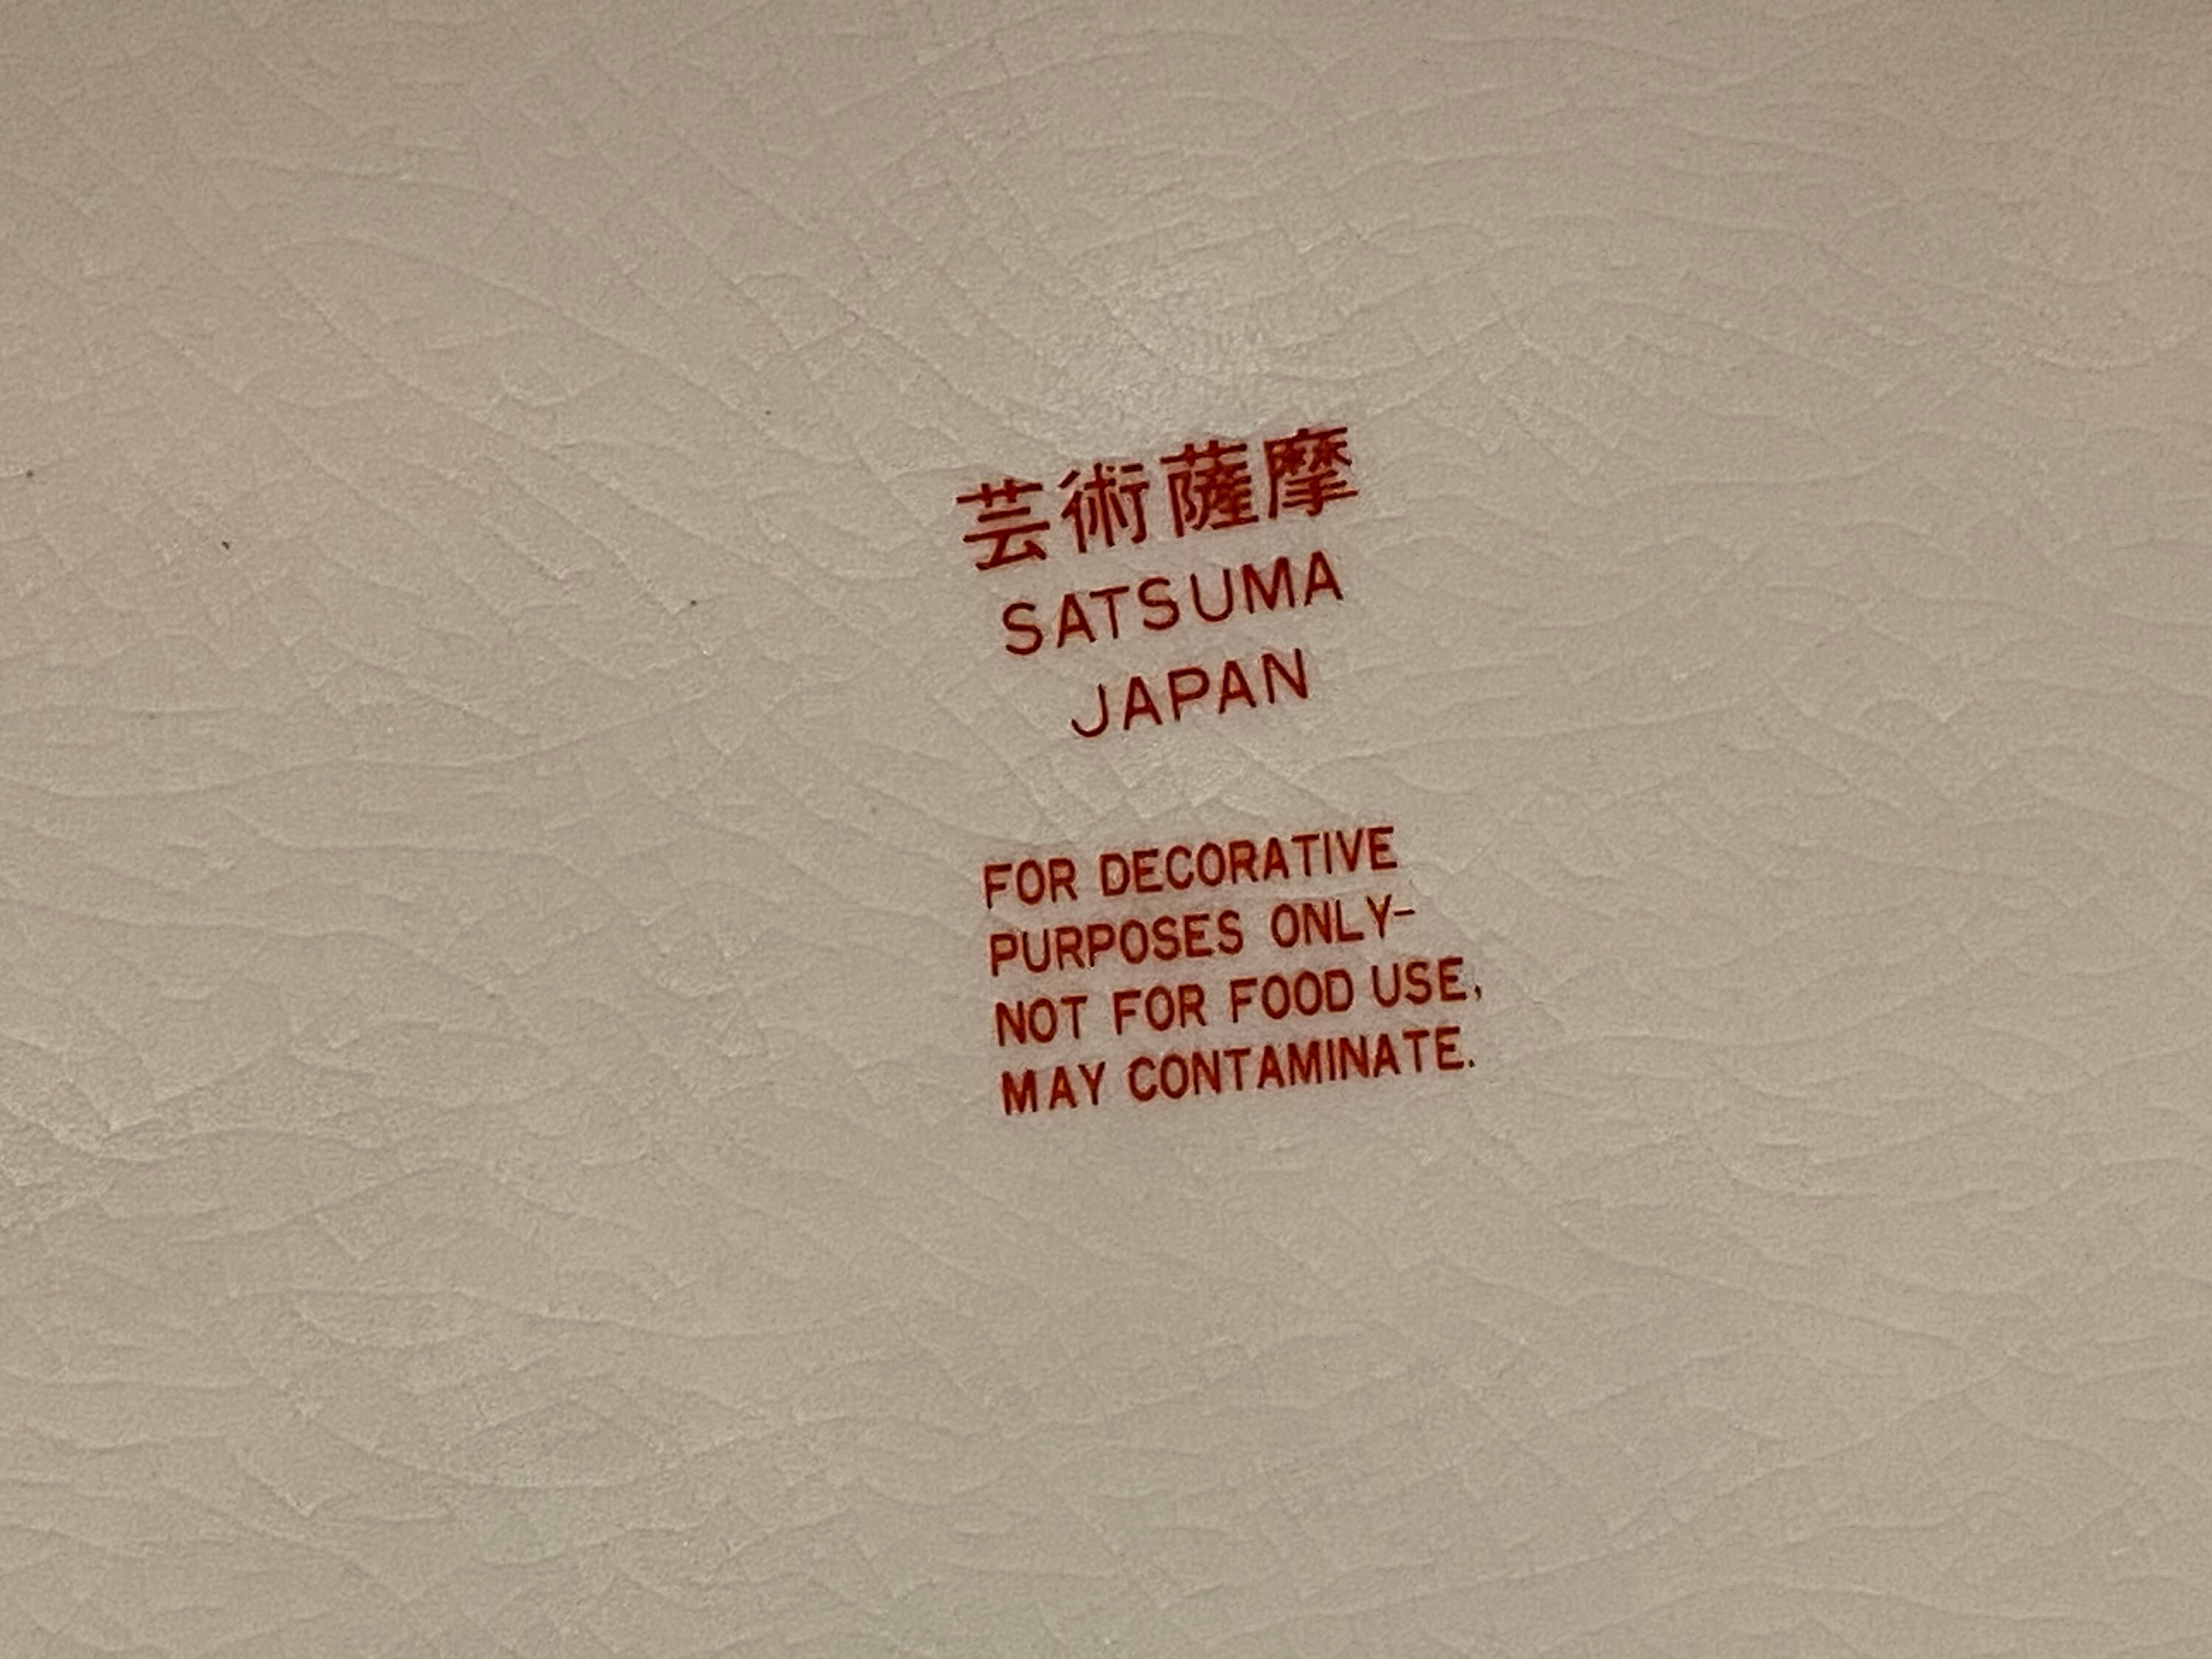 芸術薩摩
SATSUMA
JAPAN
FOR DECORATIVE
PURPOSES ONLY-
NOT FOR FOOD USE,
MAY CONTAMINATE.